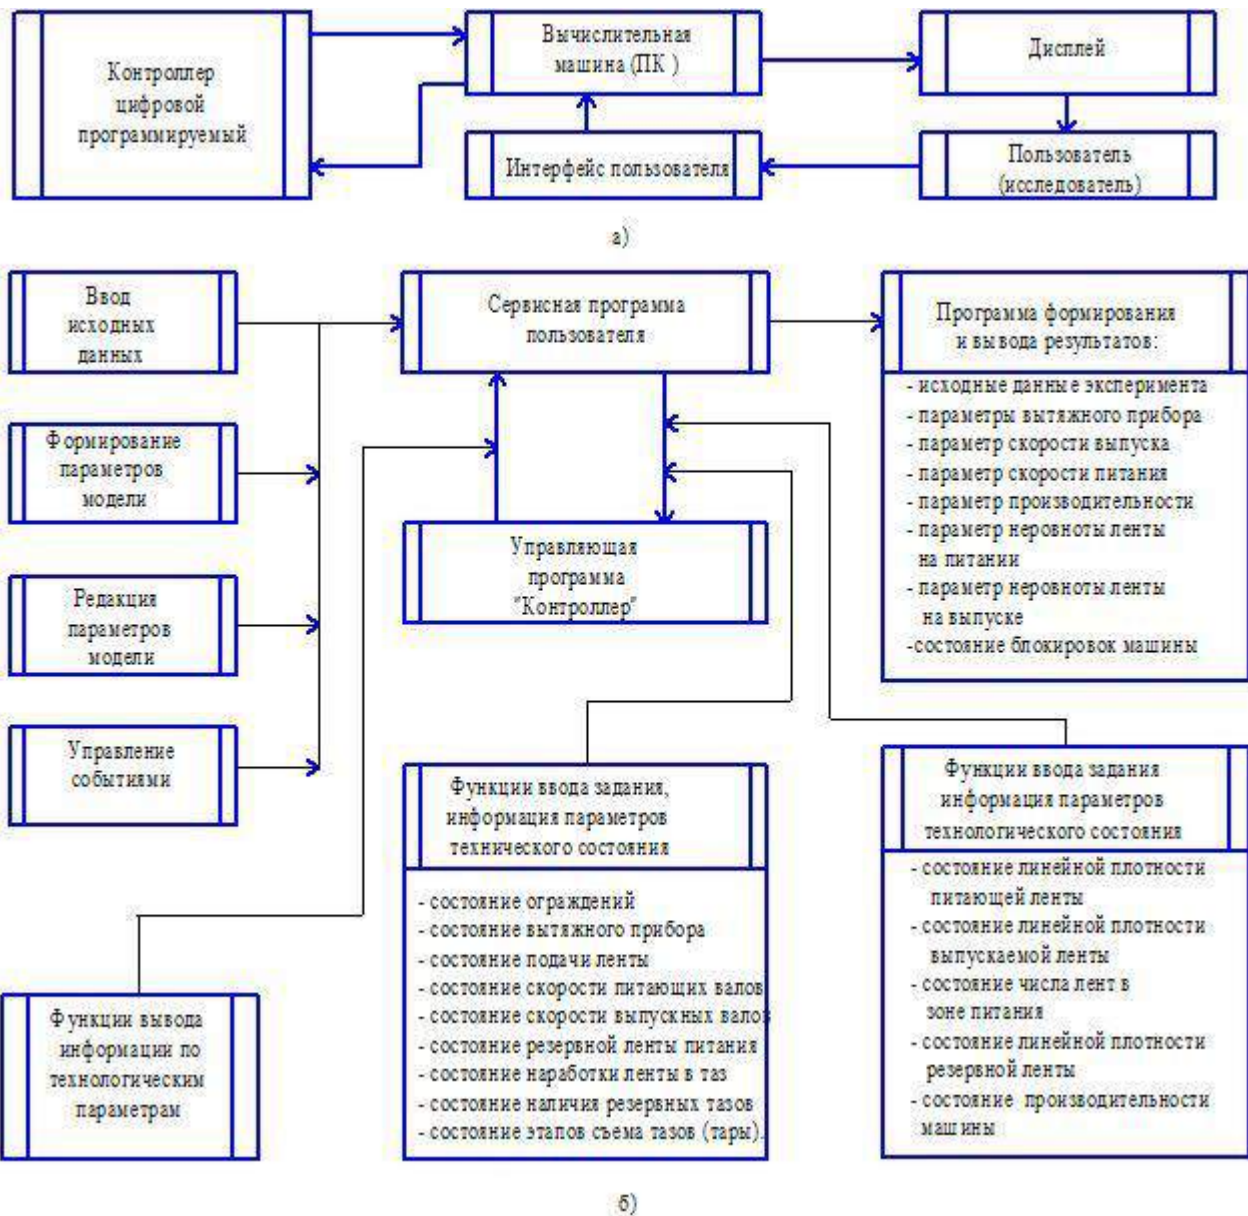 Контроллер
цифровой
программируемый
Вычислительная
машина (ПК )
Дисплей
Интерфейс пользователя
Пользователь
(исследователь)
а)
Ввод
исходных
данных
Сервисная программа
пользователя
Программа формирования
и вывода результатов:
- исходные данные эксперимента
- параметры вытяжного прибора
- параметр скорости выпуска
- параметр скорости питания
- параметр производительности
- параметр неровноты ленты
на питании
- параметр неровноты ленты
на выпуске
-состояние блокировок машины
Формирование
параметров
модели
Управляющая
программа
"Контроллер"
Редакция
параметров
модели
Управление
событиями
Функции ввода задания,
информация параметров
технического состояния
- состояние ограждений
- состояние вытяжного прибора
- состояние подачи ленты
- состояние скорости питающих валов
- состояние скорости выпускных валов
- состояние резервной ленты питания
- состояние наработки ленты в таз
- состояние наличия резервных тазов
- состояние этапов съема тазов (тары).
Функции ввода задания
информация параметров
технологического состояния
- состояние линейной плотности
питающей ленты
- состояние линейной плотности
выпускаемой ленты
- состояние числа лент в
зоне питания
- состояние линейной плотности
резервной ленты
- состояние производительности
машины
Функции вывода
информации по
технологическим
параметрам
б)